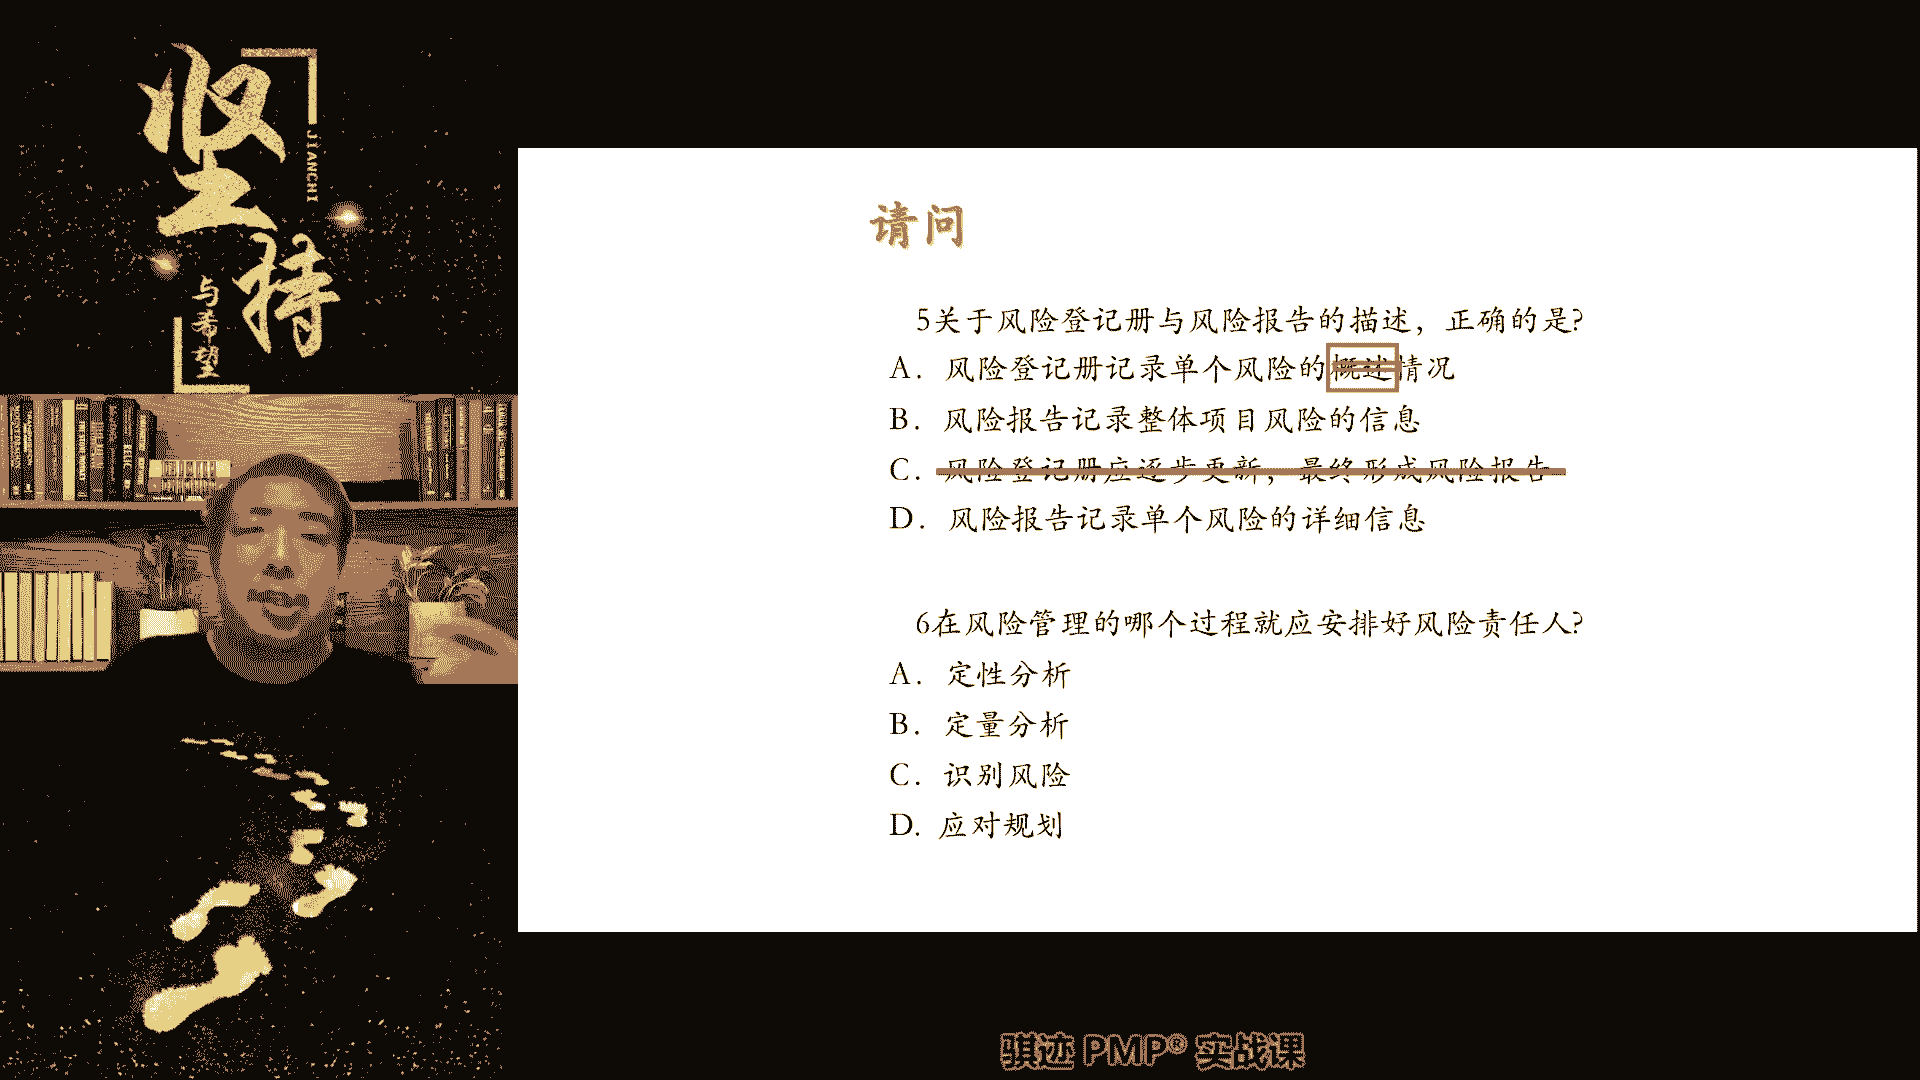 坚持
JIANCHI
与希望
请问
5关于风险登记册与风险报告的描述，正确的是?
A. 风险登记册记录单个风险的概述情况
B. 风险报告记录整体项目风险的信息
C. 风险登记册应逐步更新，最终形成风险报告
D. 风险报告记录单个风险的详细信息
6在风险管理的哪个过程就应安排好风险责任人?
A. 定性分析
B. 定量分析
C. 识别风险
D. 应对规划
骐迹 PMP® 实战课